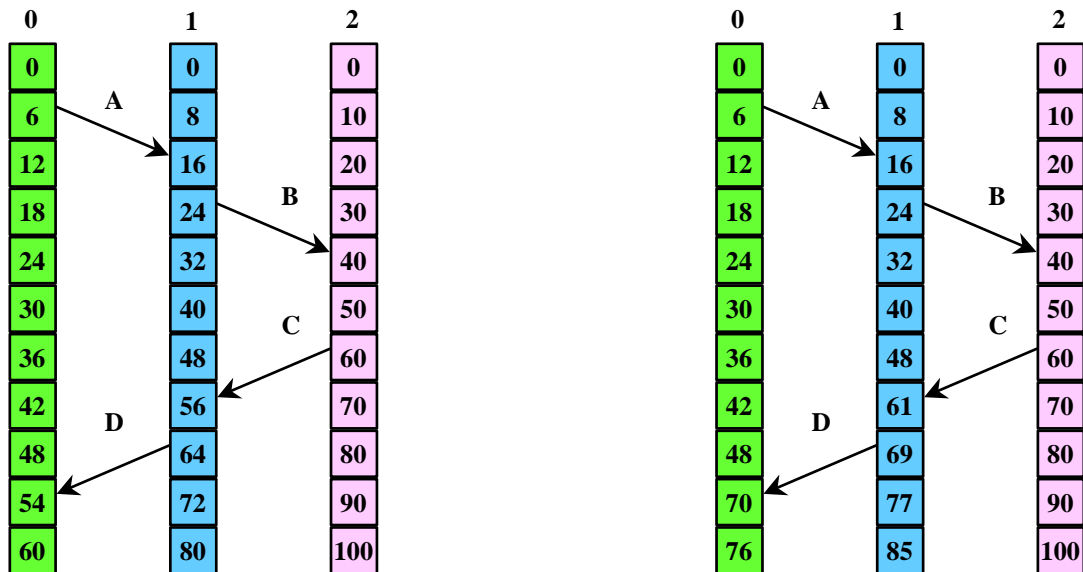 0 1 2 0 1 2
0 0 0 0 0 0
A A
6 8 10 6 8 10
12 16 20 12 16 20
B B
18 24 30 18 24 30
24 32 40 24 32 40
30 40 50 30 40 50
C C
36 48 60 36 48 60
42 56 70 42 61 70
D D
48 64 80 48 69 80
54 72 90 70 77 90
60 80 100 76 85 100